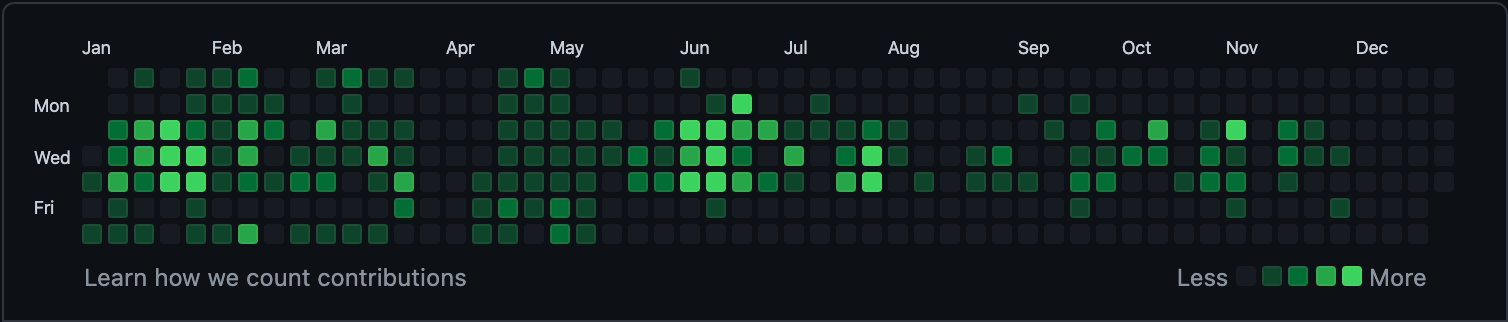 Jan Feb Mar Apr May Jun Jul Aug Sep Oct Nov Dec
Mon
Wed
Fri
Learn how we count contributions Less More